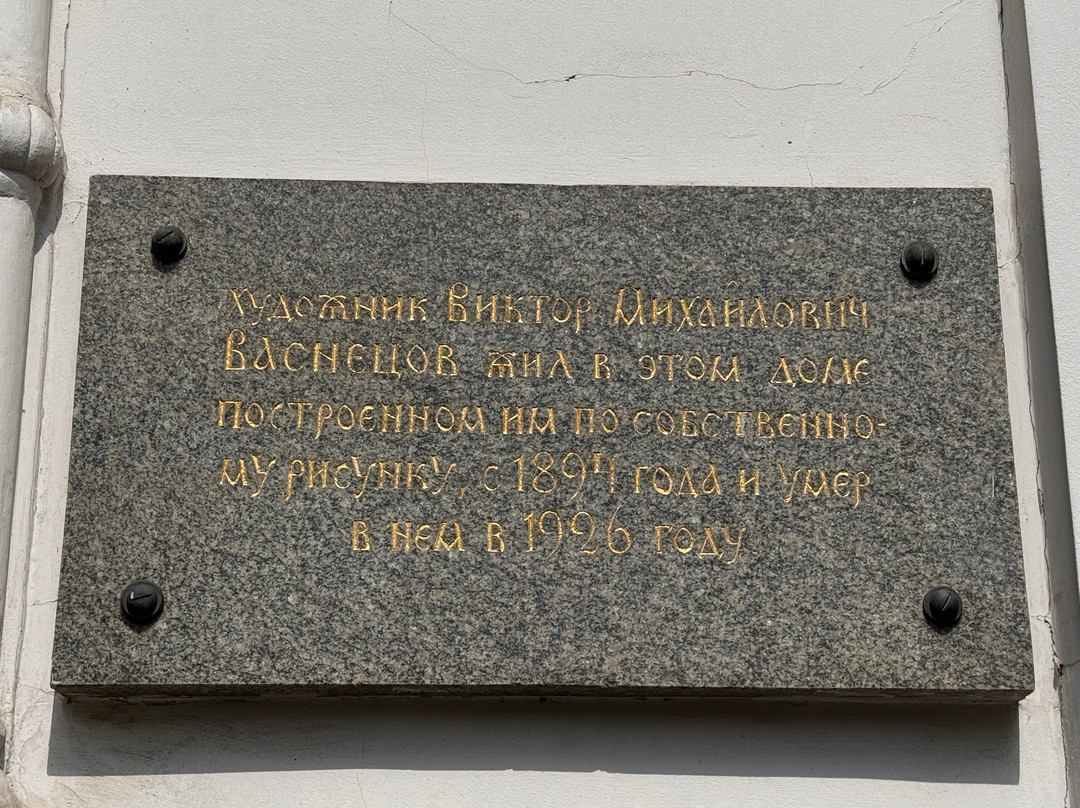 художник Виктор Михайлович
Васнецов жил в этом доме
построенном им по собственно-
му рисунку, с 1894 года и умер
в нем в 1926 году